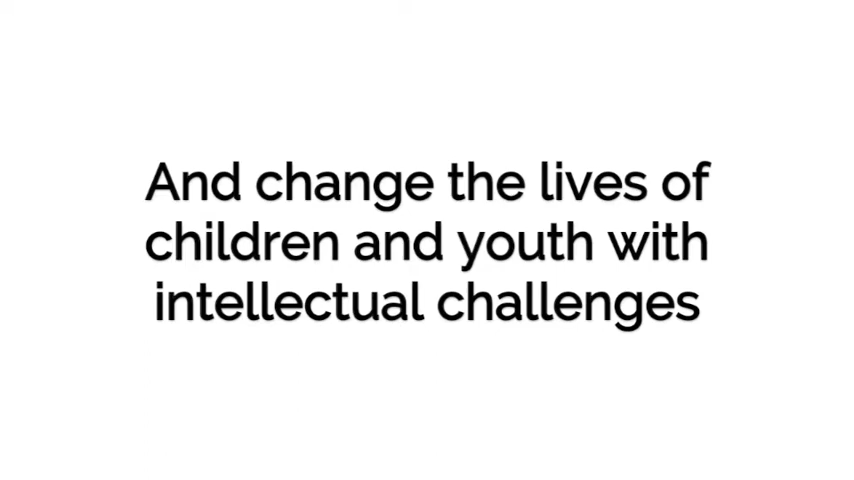 And change the lives of
children and youth with
intellectual challenges